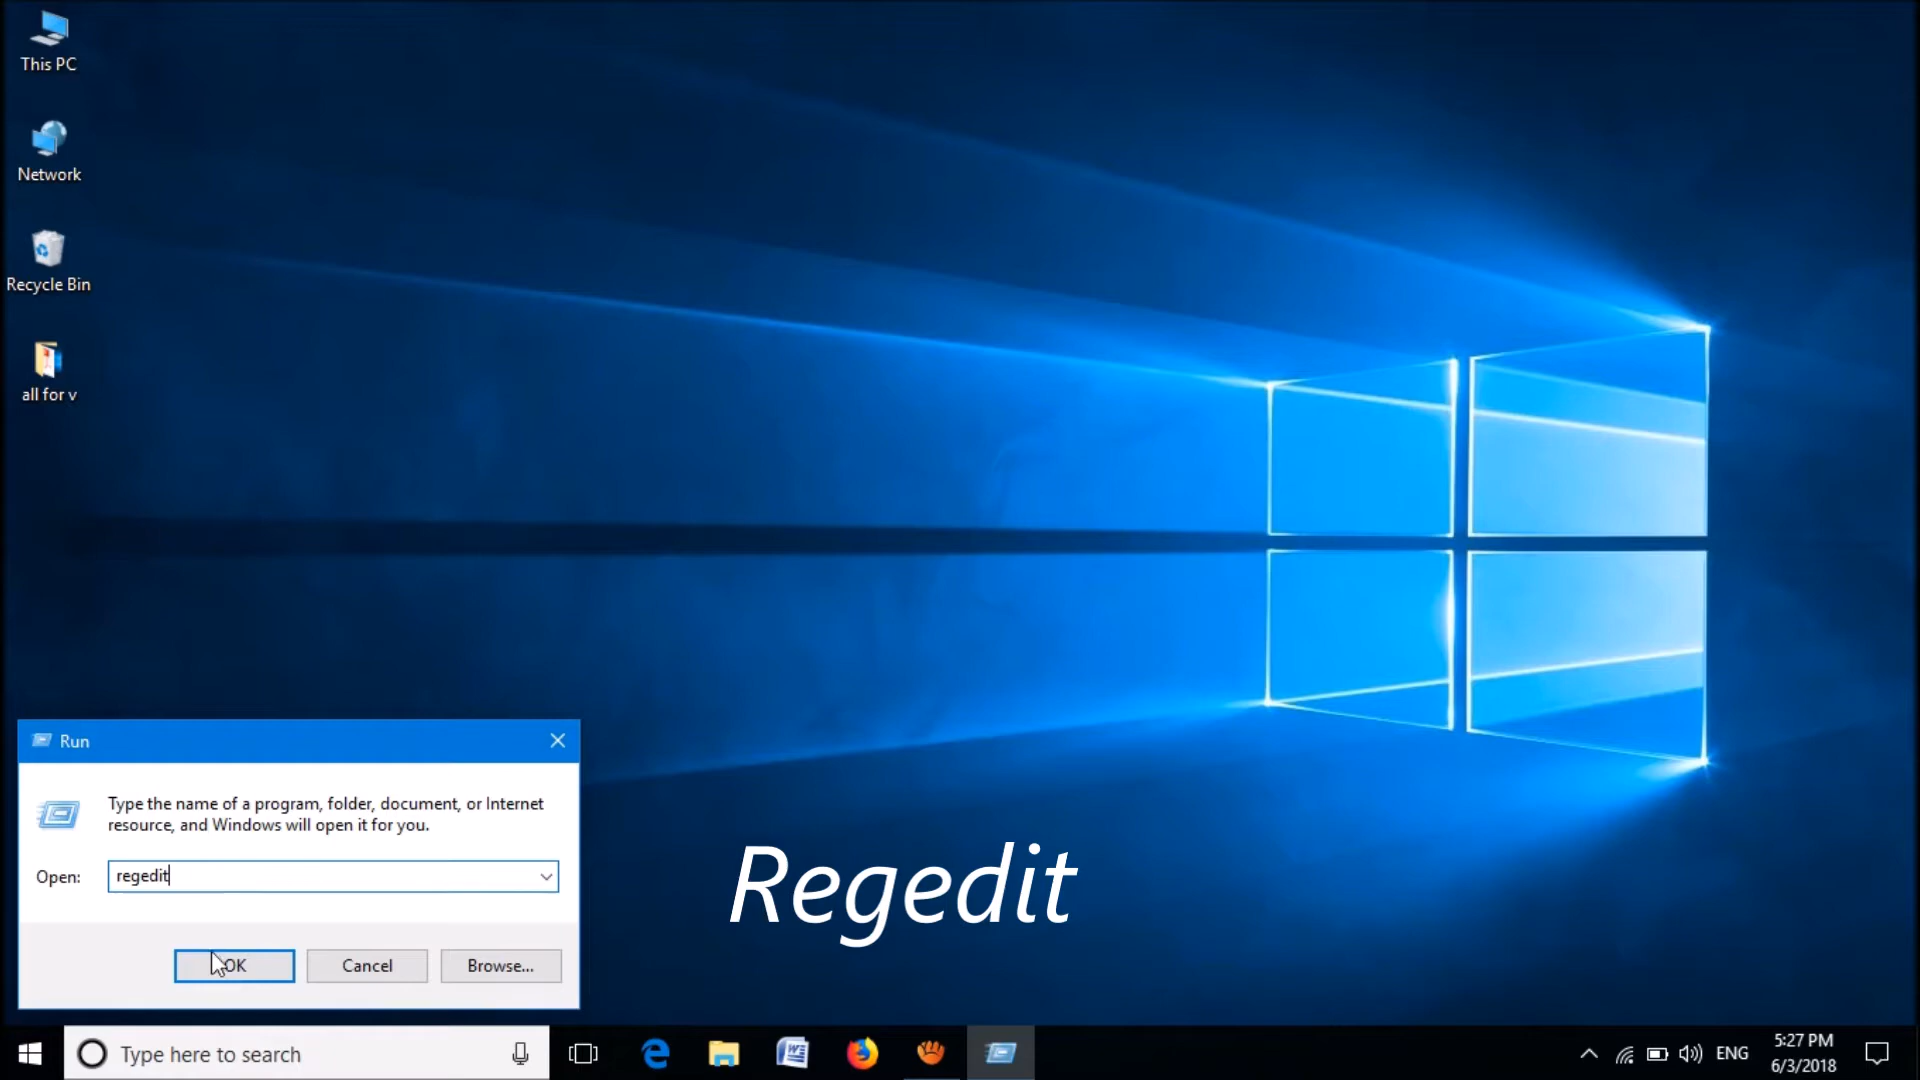 This PC
Network
Recycle Bin
all for v
Run
Type the name of a program, folder, document, or Internet
resource, and Windows will open it for you.
Open:
regedit
OK
Cancel
Browse...
Regedit
Type here to search
ENG
5:27 PM
6/3/2018